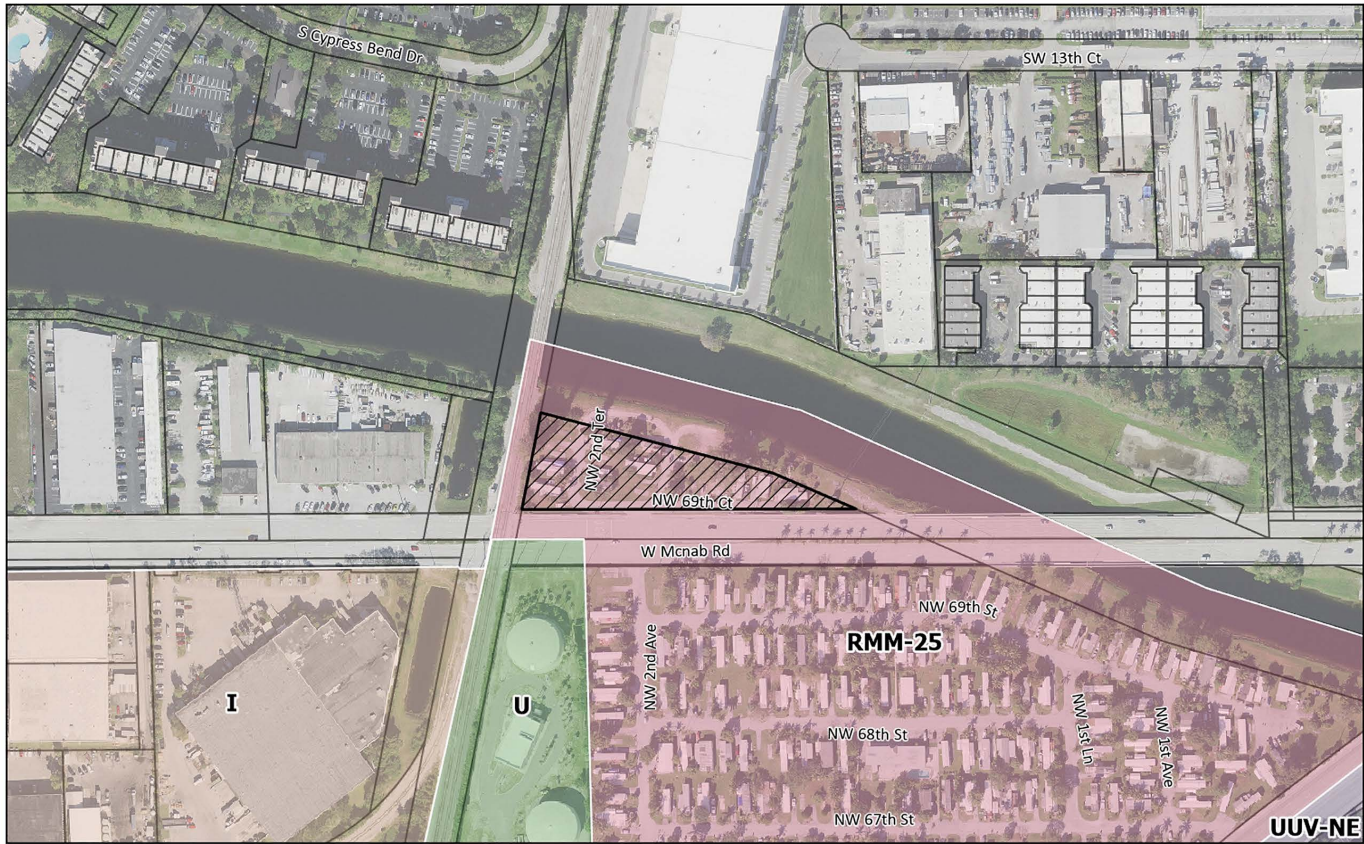 S Cypress Bend Dr
SW 13th Ct
NW 2nd Ter
NW 69th Ct
W Mcnab Rd
NW 69th St
RMM-25
NW 2nd Ave
I
U
NW 68th St
NW 1st Ln
NW 1st Ave
NW 67th St
UUV-NE